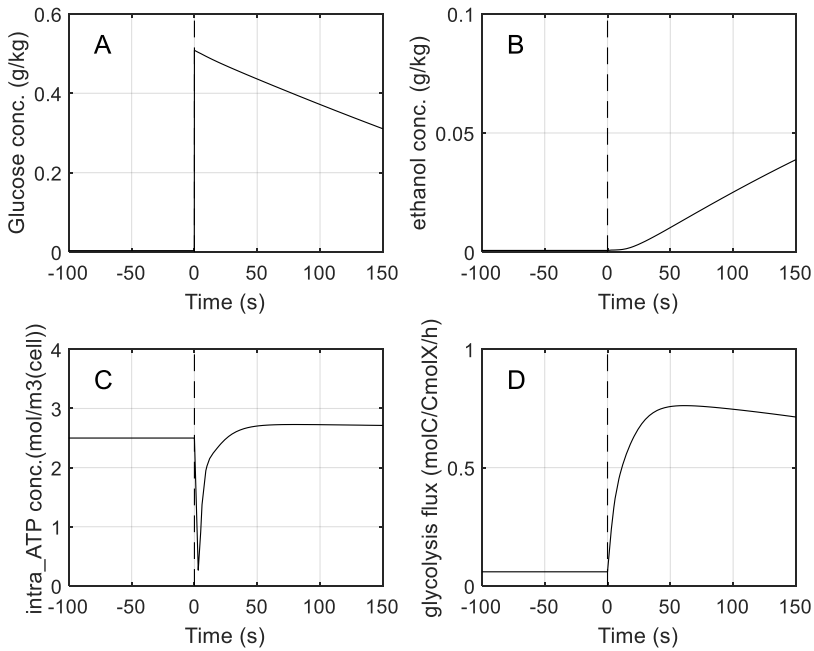 A
Glucose conc. (g/kg)
0.6
0.4
0.2
0
-100 -50 0 50 100 150
Time (s)
B
ethanol conc. (g/kg)
0.1
0.05
0
-100 -50 0 50 100 150
Time (s)
C
intra_ATP conc.(mol/m3(cell))
4
3
2
1
0
-100 -50 0 50 100 150
Time (s)
D
glycolysis flux (molC/CmolX/h)
1
0.5
0
-100 -50 0 50 100 150
Time (s)